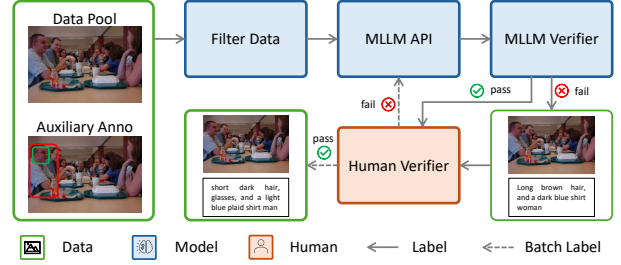 Data Pool
Filter Data
MLLM API
MLLM Verifier
Auxiliary Anno
fail
pass
fail
pass
Human Verifier
short dark hair,
glasses, and a light
blue plaid shirt man
Long brown hair,
and a dark blue shirt
woman
Data
Model
Human
Label
Batch Label